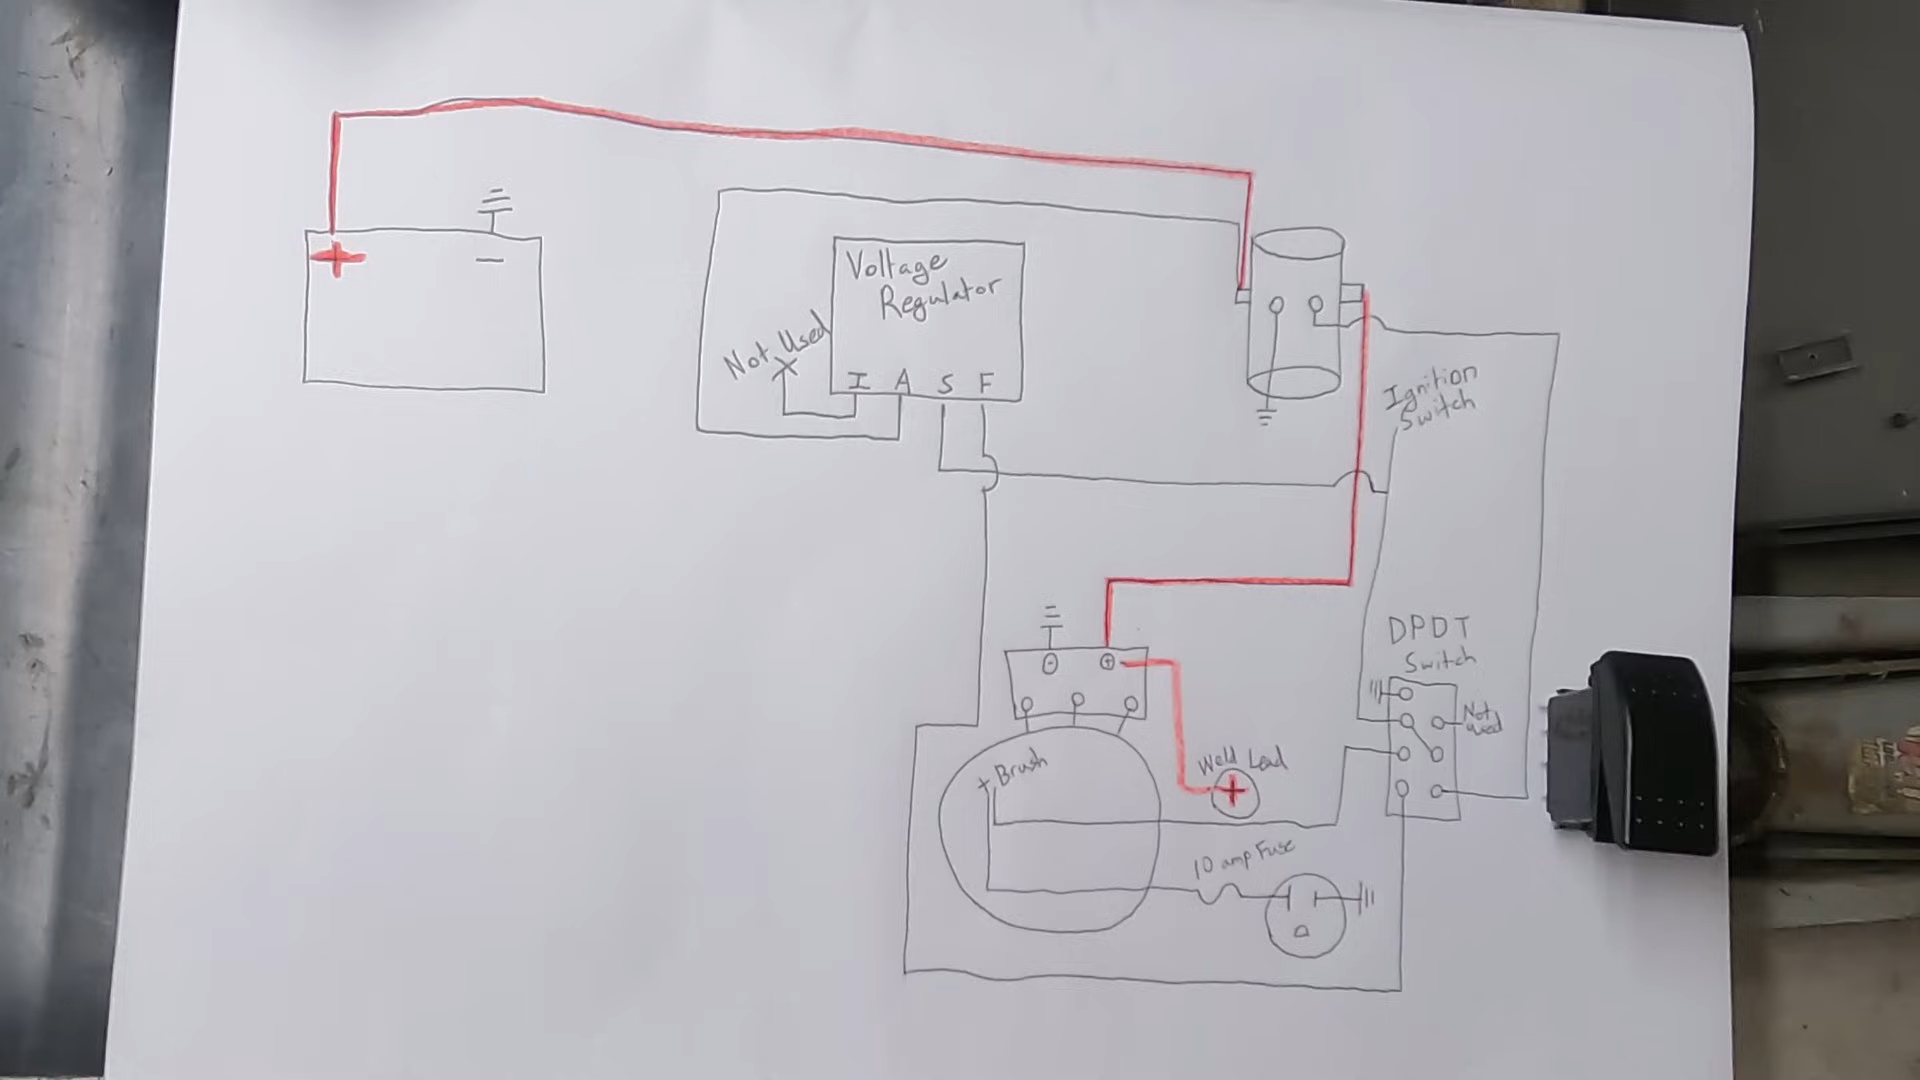 +
−
Voltage
Regulator
Not Used
I A S F
Ignition
Switch
DPDT
Switch
− +
Not
used
+ Brush
Weld Lead
+
10 amp Fuse